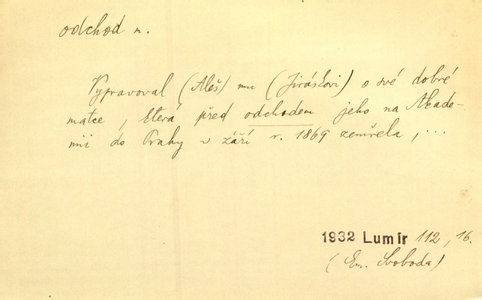 odchod m.
Vypravoval (Aleš) mu (Jiráskovi) o své dobré
matce, která před odchodem jeho na Akade-
mii do Prahy v září r. 1869 zemřela, ...
1932 Lumír 112, 16.
(Em. Svoboda)